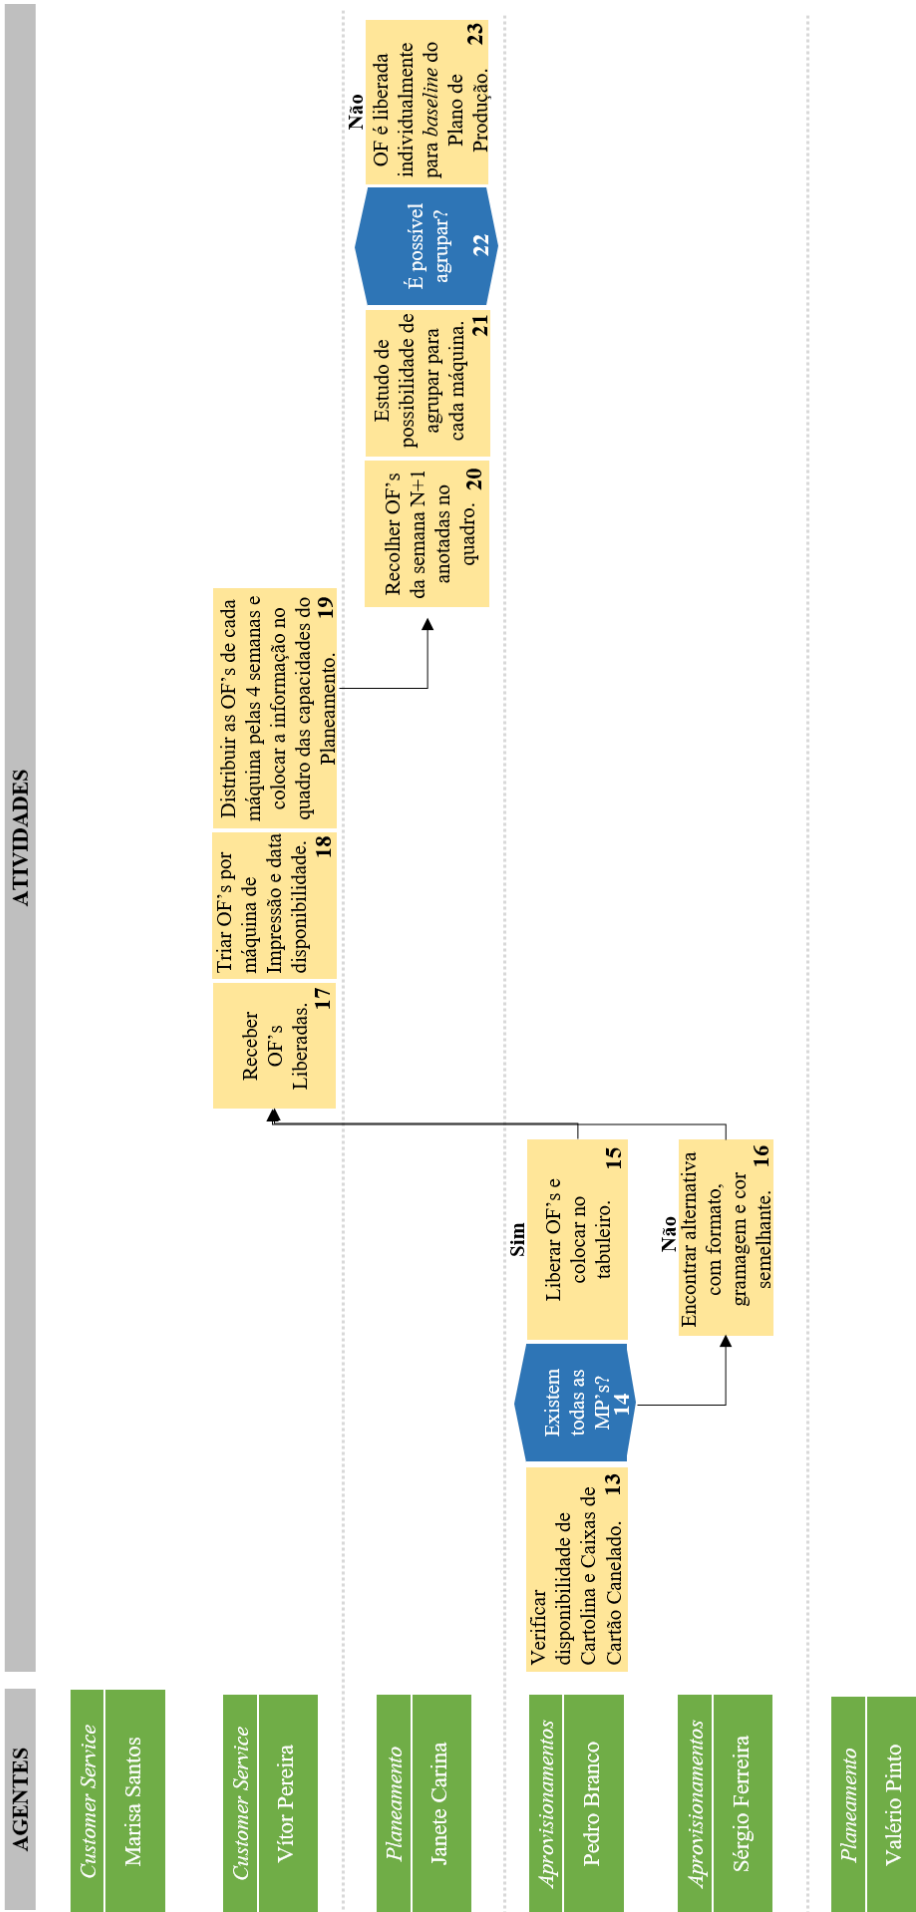 AGENTES
ATIVIDADES
Customer Service
Marisa Santos
Customer Service
Vítor Pereira
Receber
OF's
Liberadas.
17
Triar OF's por
máquina de
Impressão e data
disponibilidade.
18
Distribuir as OF's de cada
máquina pelas 4 semanas e
colocar a informação no
quadro das capacidades do
Planeamento.
19
Planeamento
Janete Carina
Recolher OF's
da semana N+1
anotadas no
quadro.
20
Estudo de
possibilidade de
agrupar para
cada máquina.
21
É possível
agrupar?
22
Não
OF é liberada
individualmente
para baseline do
Plano de
Produção.
23
Aprovisionamentos
Pedro Branco
Verificar
disponibilidade de
Cartolina e Caixas de
Cartão Canelado.
13
Existem
todas as
MP's?
14
Sim
Liberar OF's e
colocar no
tabuleiro.
15
Aprovisionamentos
Sérgio Ferreira
Não
Encontrar alternativa
com formato,
gramagem e cor
semelhante.
16
Planeamento
Valério Pinto